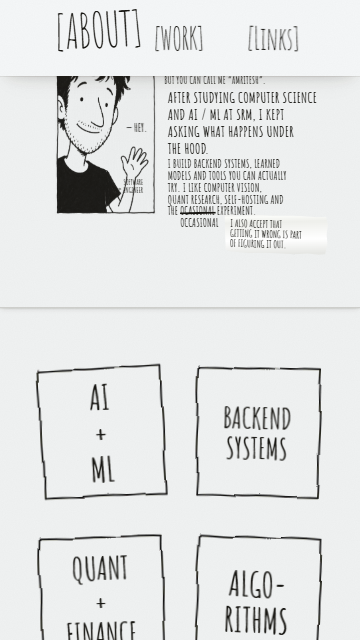 [ABOUT] [WORK] [Links]
BUT YOU CAN CALL ME "AMRITESH".
AFTER STUDYING COMPUTER SCIENCE
AND AI / ML AT SRM, I KEPT
ASKING WHAT HAPPENS UNDER
THE HOOD.
— HEY.
SOFTWARE
ENGINEER
I BUILD BACKEND SYSTEMS, LEARNED
MODELS AND TOOLS YOU CAN ACTUALLY
TRY. I LIKE COMPUTER VISION,
QUANT RESEARCH, SELF-HOSTING AND
THE OCASIONAL EXPERIMENT.
OCCASIONAL
I ALSO ACCEPT THAT
GETTING IT WRONG IS PART
OF FIGURING IT OUT.
AI
+
ML
BACKEND
SYSTEMS
QUANT
+
FINANCE
ALGO-
RITHMS